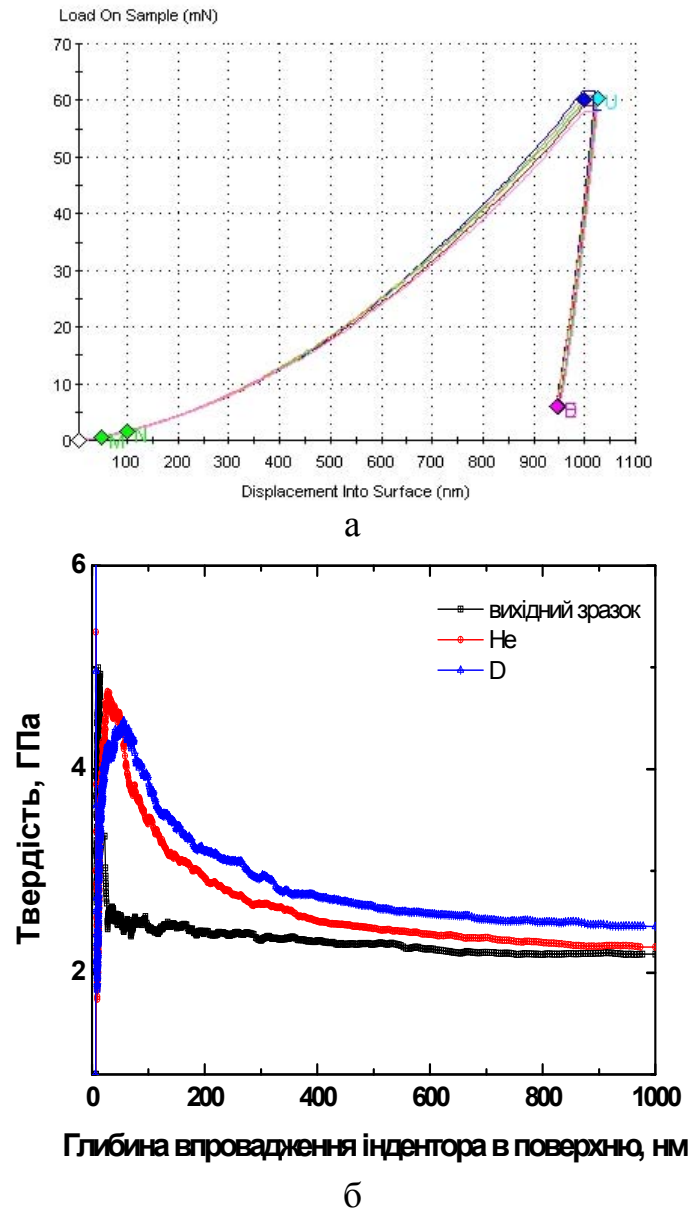 Load On Sample (mN)
70
60
50
40
30
20
10
0
U
E
M
N
100 200 300 400 500 600 700 800 900 1000 1100
Displacement Into Surface (nm)
а
6
4
2
вихідний зразок
He
D
Твердість, ГПа
0 200 400 600 800 1000
Глибина впровадження індентора в поверхню, нм
б